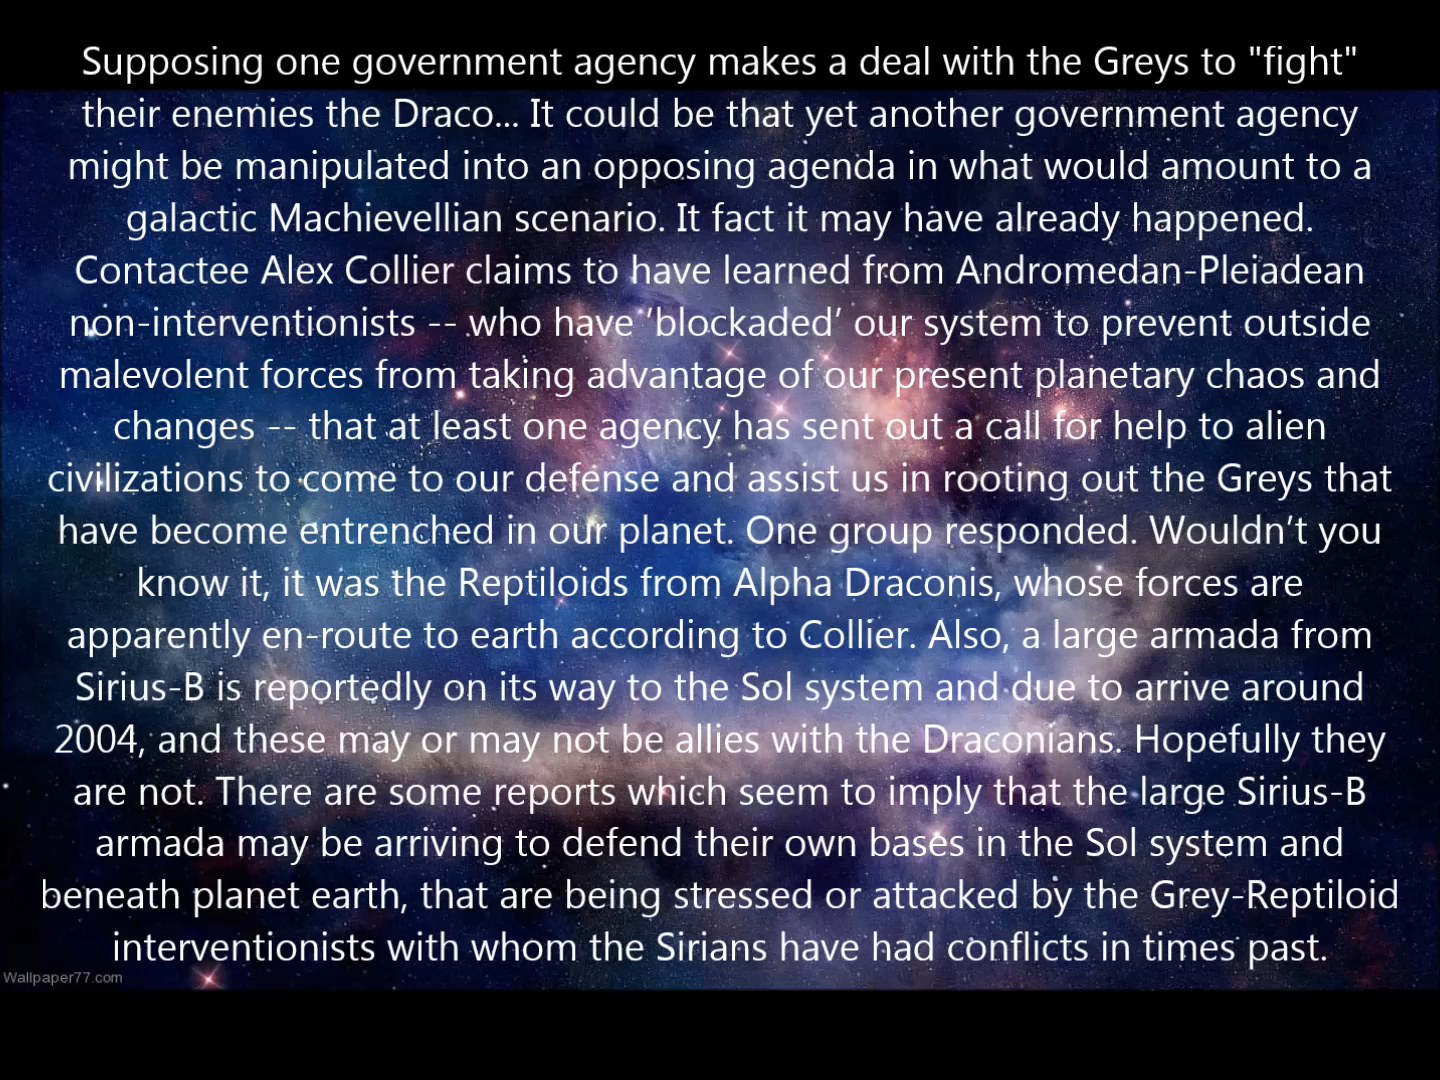 Supposing one government agency makes a deal with the Greys to "fight"
their enemies the Draco... It could be that yet another government agency
might be manipulated into an opposing agenda in what would amount to a
galactic Machievellian scenario. It fact it may have already happened.
Contactee Alex Collier claims to have learned from Andromedan-Pleiadean
non-interventionists -- who have ‘blockaded’ our system to prevent outside
malevolent forces from taking advantage of our present planetary chaos and
changes -- that at least one agency has sent out a call for help to alien
civilizations to come to our defense and assist us in rooting out the Greys that
have become entrenched in our planet. One group responded. Wouldn’t you
know it, it was the Reptiloids from Alpha Draconis, whose forces are
apparently en-route to earth according to Collier. Also, a large armada from
Sirius-B is reportedly on its way to the Sol system and due to arrive around
2004, and these may or may not be allies with the Draconians. Hopefully they
are not. There are some reports which seem to imply that the large Sirius-B
armada may be arriving to defend their own bases in the Sol system and
beneath planet earth, that are being stressed or attacked by the Grey-Reptiloid
interventionists with whom the Sirians have had conflicts in times past.
Wallpaper77.com